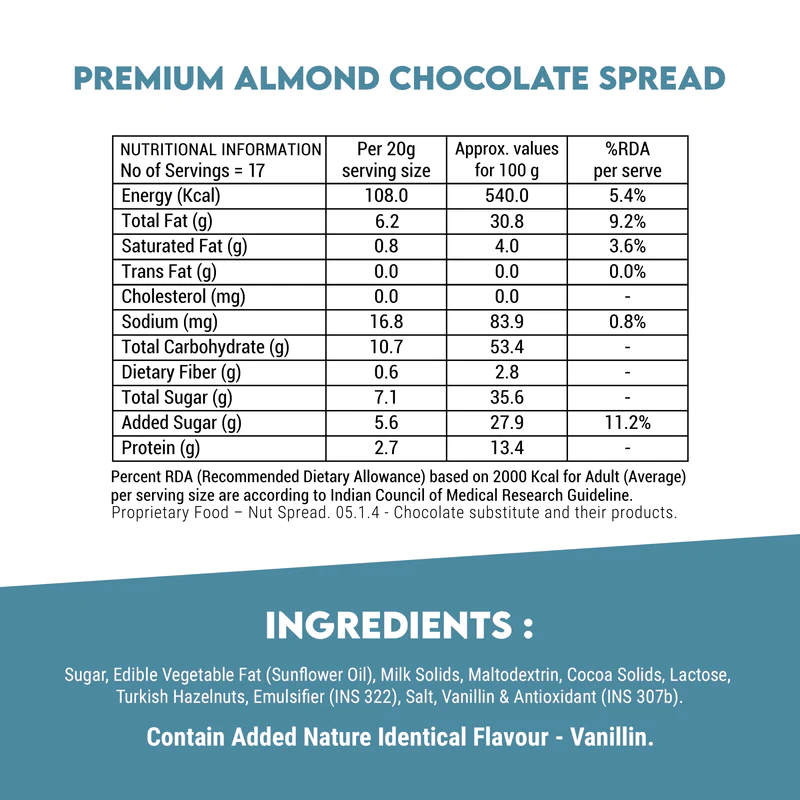 PREMIUM ALMOND CHOCOLATE SPREAD
NUTRITIONAL INFORMATION Per 20g Approx. values %RDA
No of Servings = 17 serving size for 100 g per serve
Energy (Kcal) 108.0 540.0 5.4%
Total Fat (g) 6.2 30.8 9.2%
Saturated Fat (g) 0.8 4.0 3.6%
Trans Fat (g) 0.0 0.0 0.0%
Cholesterol (mg) 0.0 0.0 -
Sodium (mg) 16.8 83.9 0.8%
Total Carbohydrate (g) 10.7 53.4 -
Dietary Fiber (g) 0.6 2.8 -
Total Sugar (g) 7.1 35.6 -
Added Sugar (g) 5.6 27.9 11.2%
Protein (g) 2.7 13.4 -
Percent RDA (Recommended Dietary Allowance) based on 2000 Kcal for Adult (Average)
per serving size are according to Indian Council of Medical Research Guideline.
Proprietary Food – Nut Spread. 05.1.4 - Chocolate substitute and their products.
INGREDIENTS :
Sugar, Edible Vegetable Fat (Sunflower Oil), Milk Solids, Maltodextrin, Cocoa Solids, Lactose,
Turkish Hazelnuts, Emulsifier (INS 322), Salt, Vanillin & Antioxidant (INS 307b).
Contain Added Nature Identical Flavour - Vanillin.